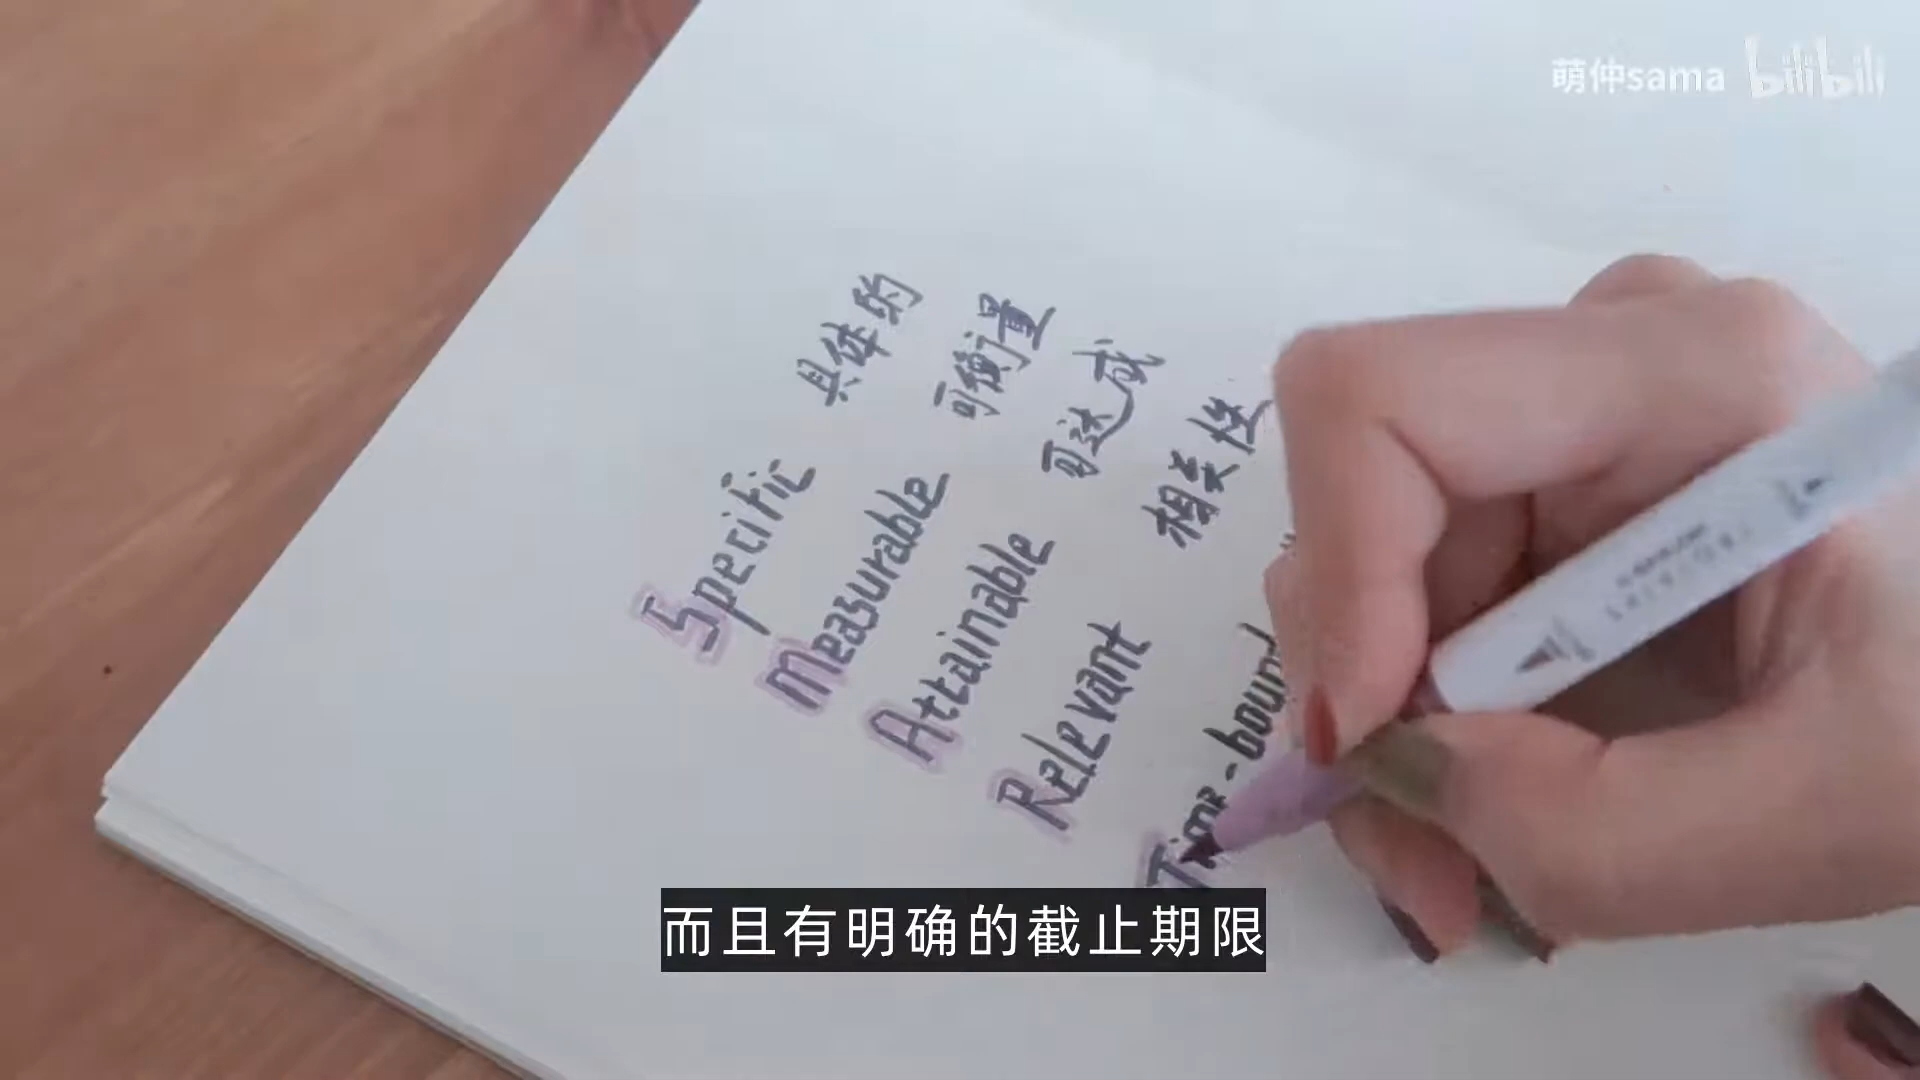 萌仲sama bilibili
Specific 具体的
Measurable 可衡量
Attainable 可达成
Relevant 相关性
Time-bound
而且有明确的截止期限